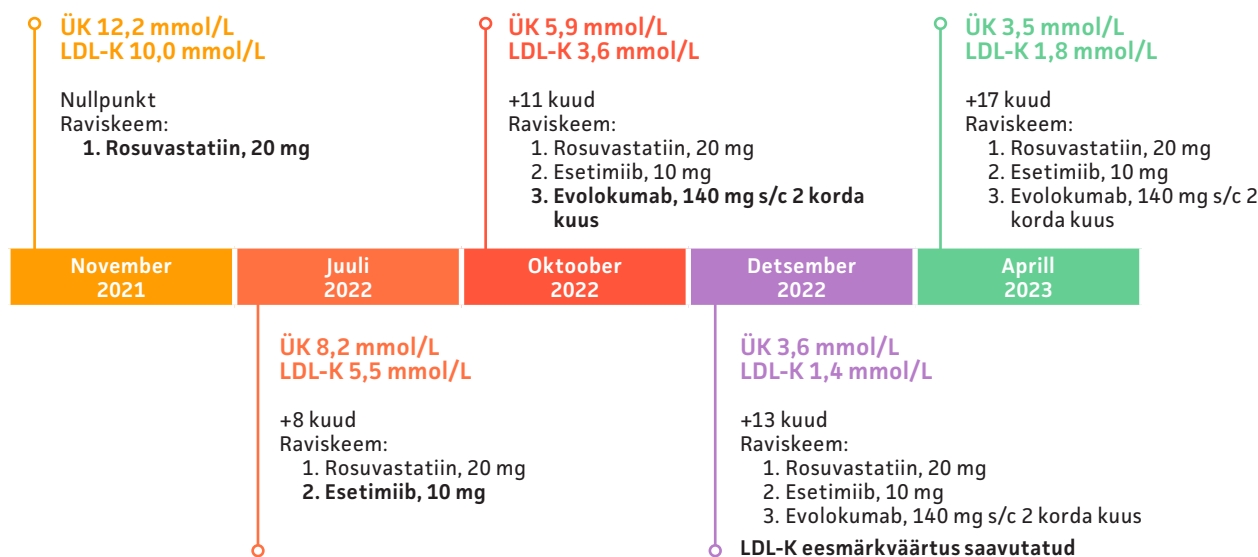 ÜK 12,2 mmol/L
LDL-K 10,0 mmol/L
Nullpunkt
Raviskeem:
1. Rosuvastatiin, 20 mg
ÜK 5,9 mmol/L
LDL-K 3,6 mmol/L
+11 kuud
Raviskeem:
1. Rosuvastatiin, 20 mg
2. Esetimiib, 10 mg
3. Evolokumab, 140 mg s/c 2 korda
kuus
ÜK 3,5 mmol/L
LDL-K 1,8 mmol/L
+17 kuud
Raviskeem:
1. Rosuvastatiin, 20 mg
2. Esetimiib, 10 mg
3. Evolokumab, 140 mg s/c 2
korda kuus
November
2021
Juuli
2022
Oktoober
2022
Detsember
2022
Aprill
2023
ÜK 8,2 mmol/L
LDL-K 5,5 mmol/L
+8 kuud
Raviskeem:
1. Rosuvastatiin, 20 mg
2. Esetimiib, 10 mg
ÜK 3,6 mmol/L
LDL-K 1,4 mmol/L
+13 kuud
Raviskeem:
1. Rosuvastatiin, 20 mg
2. Esetimiib, 10 mg
3. Evolokumab, 140 mg s/c 2 korda kuus
LDL-K eesmärkväärtus saavutatud